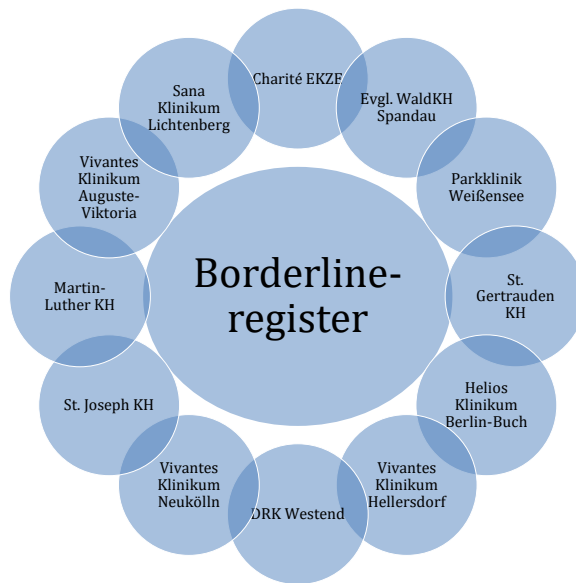 Charité EKZE
Evgl. WaldKH
Spandau
Parkklinik
Weißensee
St.
Gertrauden
KH
Helios
Klinikum
Berlin-Buch
Vivantes
Klinikum
Hellersdorf
DRK Westend
Vivantes
Klinikum
Neukölln
St. Joseph KH
Martin-
Luther KH
Vivantes
Klinikum
Auguste-
Viktoria
Sana
Klinikum
Lichtenberg
Borderline-
register